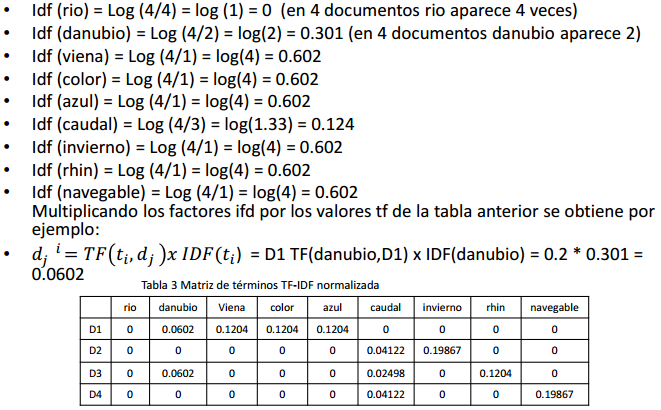 • Idf (rio) = Log (4/4) = log (1) = 0 (en 4 documentos rio aparece 4 veces)
• Idf (danubio) = Log (4/2) = log(2) = 0.301 (en 4 documentos danubio aparece 2)
• Idf (viena) = Log (4/1) = log(4) = 0.602
• Idf (color) = Log (4/1) = log(4) = 0.602
• Idf (azul) = Log (4/1) = log(4) = 0.602
• Idf (caudal) = Log (4/3) = log(1.33) = 0.124
• Idf (invierno) = Log (4/1) = log(4) = 0.602
• Idf (rhin) = Log (4/1) = log(4) = 0.602
• Idf (navegable) = Log (4/1) = log(4) = 0.602
Multiplicando los factores ifd por los valores tf de la tabla anterior se obtiene por
ejemplo:
• d_j^i = TF(t_i, d_j)x IDF(t_i) = D1 TF(danubio,D1) x IDF(danubio) = 0.2 * 0.301 =
0.0602
Tabla 3 Matriz de términos TF-IDF normalizada
rio danubio Viena color azul caudal invierno rhin navegable
D1 0 0.0602 0.1204 0.1204 0.1204 0 0 0 0
D2 0 0 0 0 0 0.04122 0.19867 0 0
D3 0 0.0602 0 0 0 0.02498 0 0.1204 0
D4 0 0 0 0 0 0.04122 0 0 0.19867